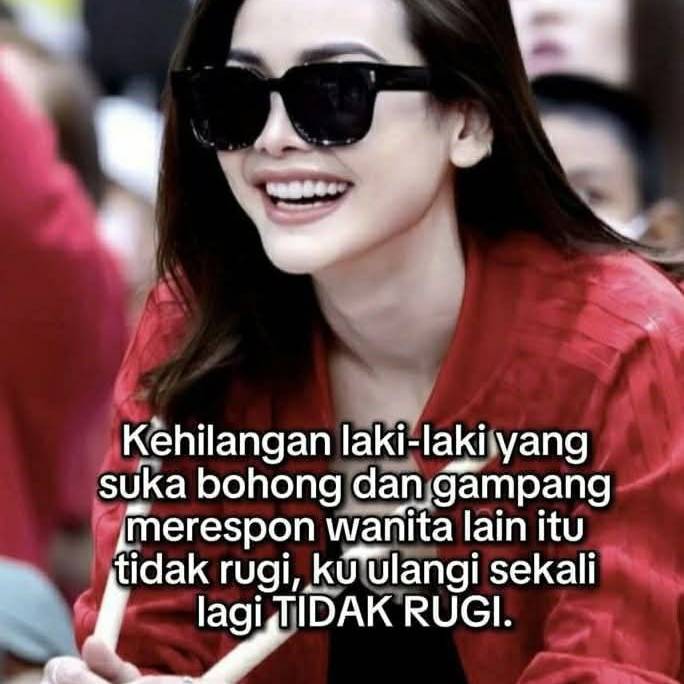 Kehilangan laki-laki yang
suka bohong dan gampang
merespon wanita lain itu
tidak rugi, ku ulangi sekali
lagi TIDAK RUGI.